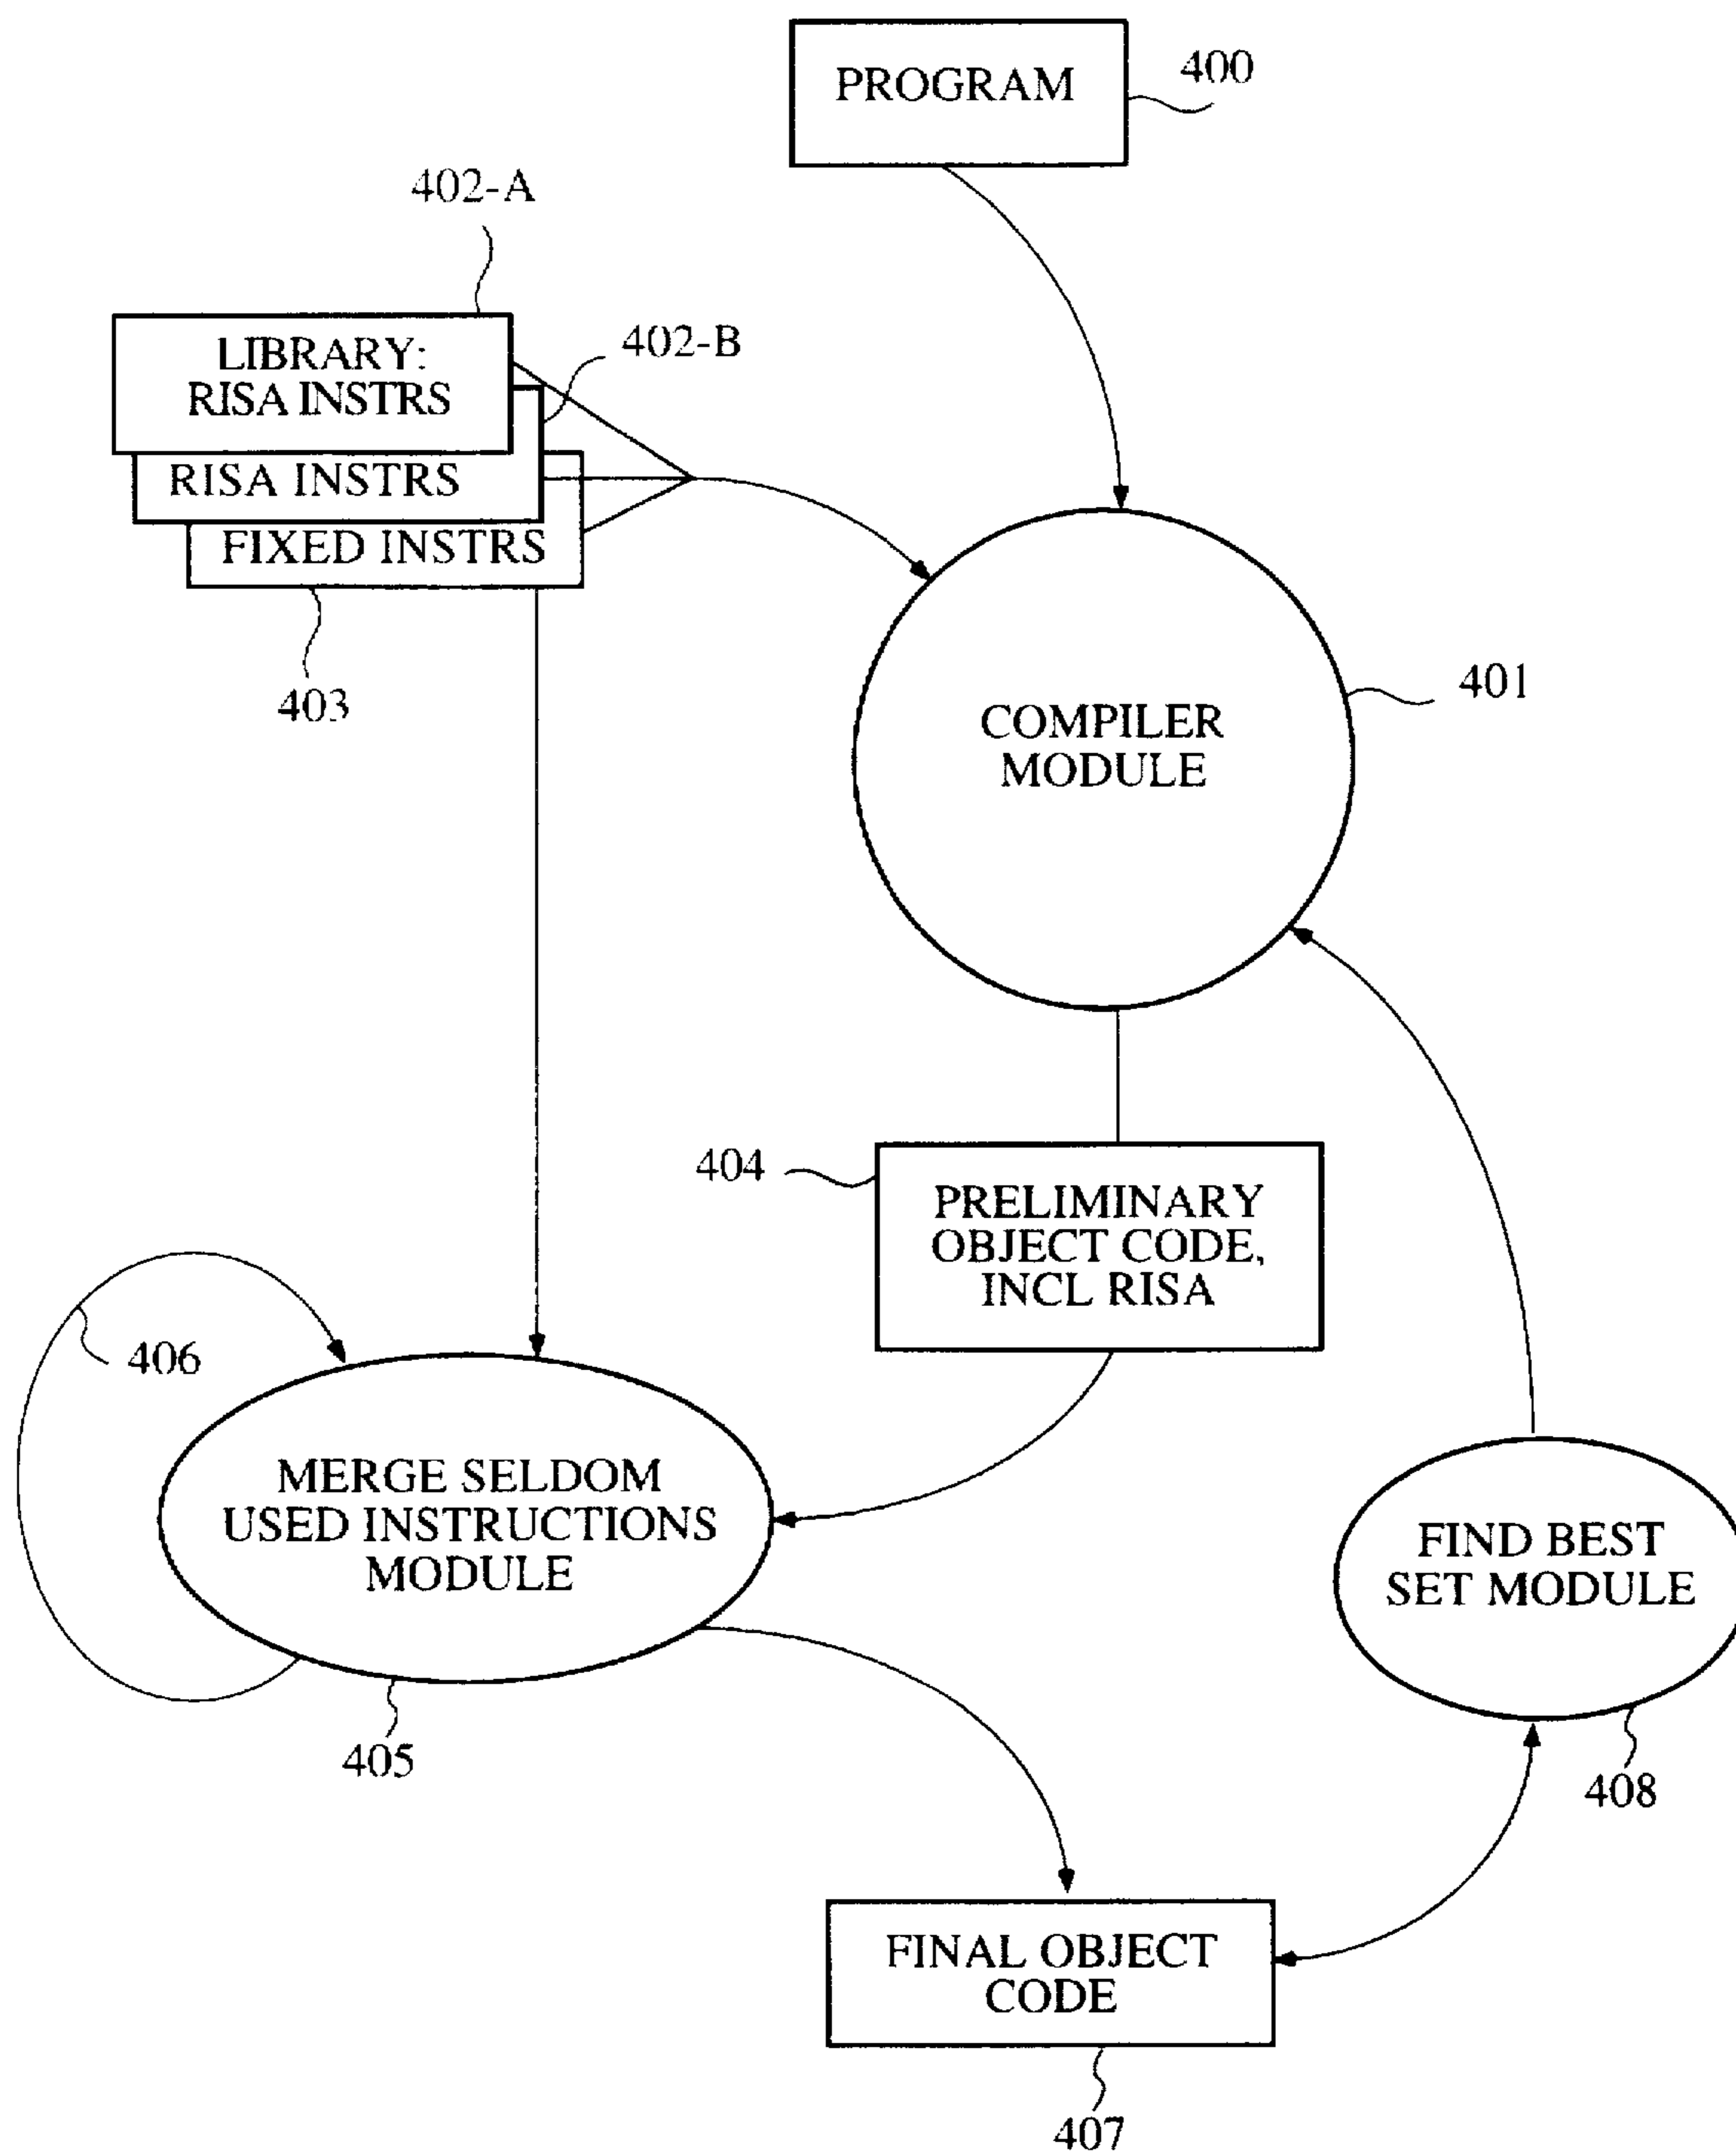 PROGRAM
400
402-A
LIBRARY:
RISA INSTRS
402-B
RISA INSTRS
FIXED INSTRS
403
COMPILER
MODULE
401
404
PRELIMINARY
OBJECT CODE,
INCL RISA
406
MERGE SELDOM
USED INSTRUCTIONS
MODULE
405
FIND BEST
SET MODULE
408
FINAL OBJECT
CODE
407